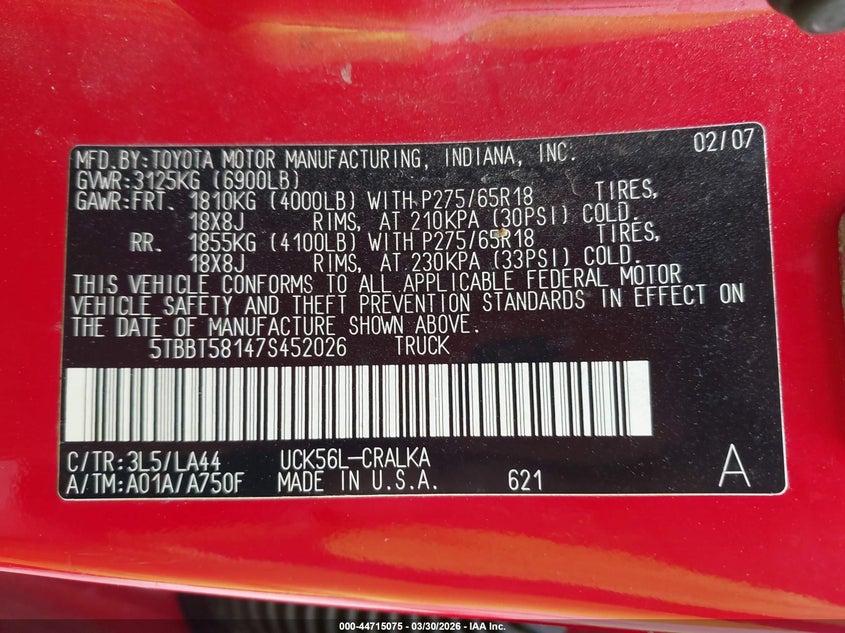 MFD.BY:TOYOTA MOTOR MANUFACTURING, INDIANA, INC. 02/07
GVWR:3125KG (6900LB)
GAWR:FRT. 1810KG (4000LB) WITH P275/65R18 TIRES,
18X8J RIMS, AT 210KPA (30PSI) COLD.
RR. 1855KG (4100LB) WITH P275/65R18 TIRES,
18X8J RIMS, AT 230KPA (33PSI) COLD.
THIS VEHICLE CONFORMS TO ALL APPLICABLE FEDERAL MOTOR
VEHICLE SAFETY AND THEFT PREVENTION STANDARDS IN EFFECT ON
THE DATE OF MANUFACTURE SHOWN ABOVE.
5TBBT58147S452026 TRUCK
C/TR:3L5/LA44 UCK56L-CRALKA
A/TM:A01A/A750F MADE IN U.S.A. 621 A
000-44715075 | 03/30/2026 - IAA Inc.